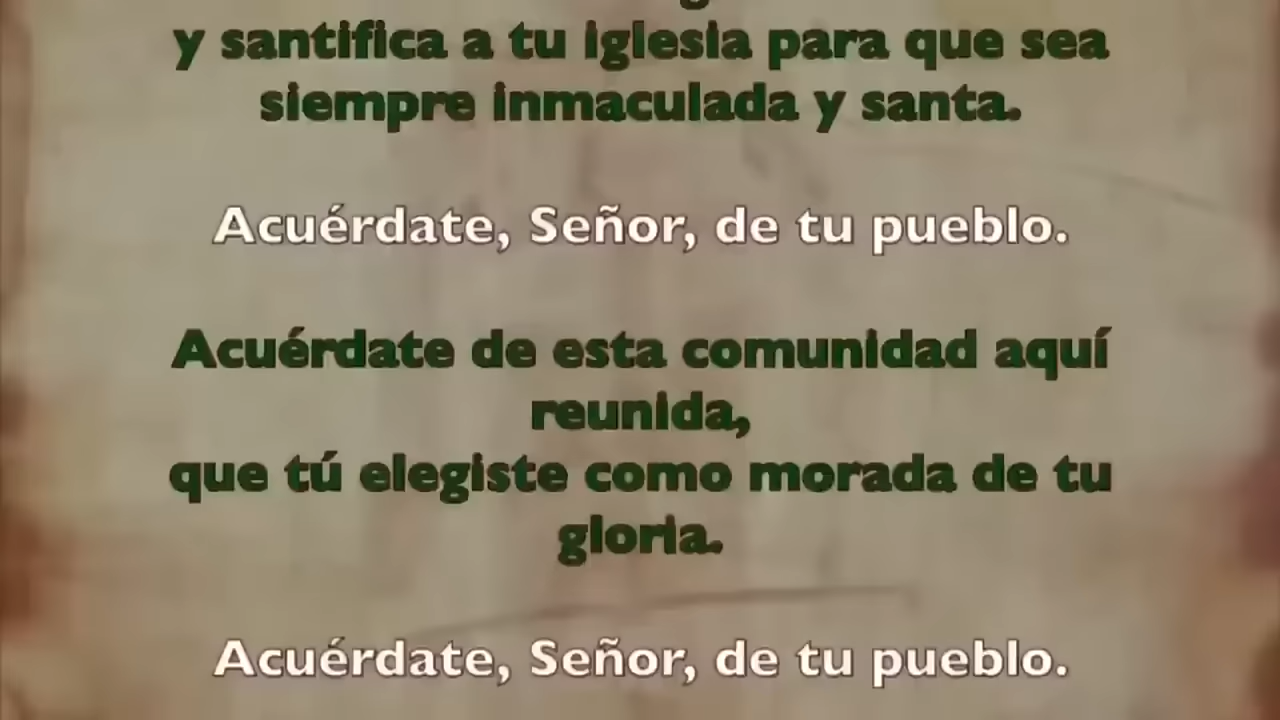 y santifica a tu iglesia para que sea
siempre inmaculada y santa.
Acuérdate, Señor, de tu pueblo.
Acuérdate de esta comunidad aquí
reunida,
que tú elegiste como morada de tu
gloria.
Acuérdate, Señor, de tu pueblo.